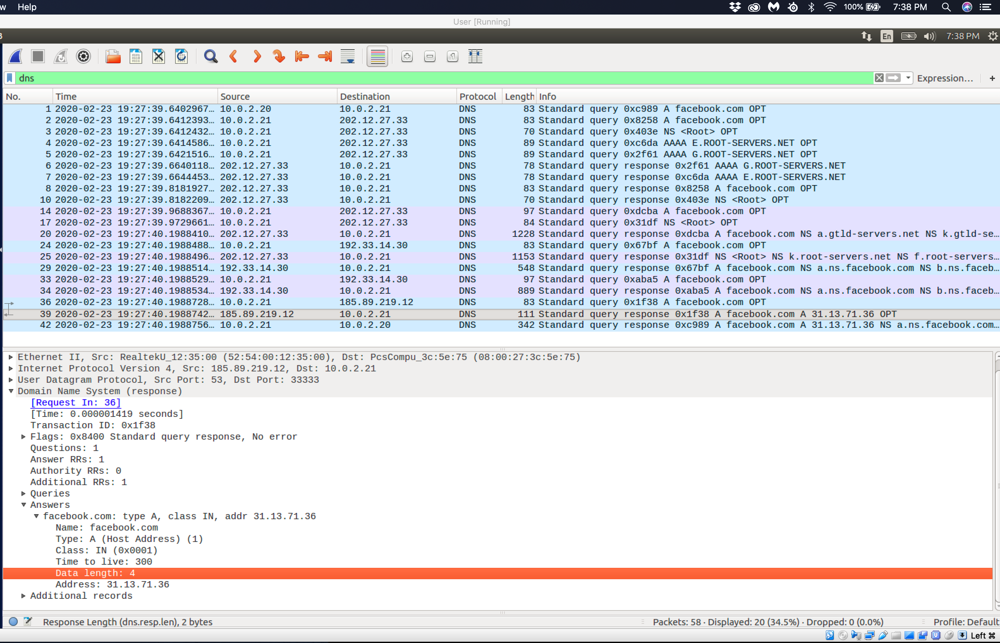 w Help 100% 7:38 PM
User [Running]
En 7:38 PM
dns Expression… +
No. Time Source Destination Protocol Length Info
1 2020-02-23 19:27:39.6402967… 10.0.2.20 10.0.2.21 DNS 83 Standard query 0xc989 A facebook.com OPT
2 2020-02-23 19:27:39.6412393… 10.0.2.21 202.12.27.33 DNS 83 Standard query 0x8258 A facebook.com OPT
3 2020-02-23 19:27:39.6412432… 10.0.2.21 202.12.27.33 DNS 70 Standard query 0x403e NS <Root> OPT
4 2020-02-23 19:27:39.6414586… 10.0.2.21 202.12.27.33 DNS 89 Standard query 0xc6da AAAA E.ROOT-SERVERS.NET OPT
5 2020-02-23 19:27:39.6421516… 10.0.2.21 202.12.27.33 DNS 89 Standard query 0x2f61 AAAA G.ROOT-SERVERS.NET OPT
6 2020-02-23 19:27:39.6640118… 202.12.27.33 10.0.2.21 DNS 78 Standard query response 0x2f61 AAAA G.ROOT-SERVERS.NET
7 2020-02-23 19:27:39.6644453… 202.12.27.33 10.0.2.21 DNS 78 Standard query response 0xc6da AAAA E.ROOT-SERVERS.NET
8 2020-02-23 19:27:39.8181927… 202.12.27.33 10.0.2.21 DNS 83 Standard query response 0x8258 A facebook.com OPT
10 2020-02-23 19:27:39.8182209… 202.12.27.33 10.0.2.21 DNS 70 Standard query response 0x403e NS <Root> OPT
14 2020-02-23 19:27:39.9688367… 10.0.2.21 202.12.27.33 DNS 97 Standard query 0xdcba A facebook.com OPT
17 2020-02-23 19:27:39.9729661… 10.0.2.21 202.12.27.33 DNS 84 Standard query 0x31df NS <Root> OPT
20 2020-02-23 19:27:40.1988410… 202.12.27.33 10.0.2.21 DNS 1228 Standard query response 0xdcba A facebook.com NS a.gtld-servers.net NS k.gtld-se…
24 2020-02-23 19:27:40.1988488… 10.0.2.21 192.33.14.30 DNS 83 Standard query 0x67bf A facebook.com OPT
25 2020-02-23 19:27:40.1988496… 202.12.27.33 10.0.2.21 DNS 1153 Standard query response 0x31df NS <Root> NS k.root-servers.net NS f.root-servers…
29 2020-02-23 19:27:40.1988514… 192.33.14.30 10.0.2.21 DNS 548 Standard query response 0x67bf A facebook.com NS a.ns.facebook.com NS b.ns.faceb…
33 2020-02-23 19:27:40.1988529… 10.0.2.21 192.33.14.30 DNS 97 Standard query 0xaba5 A facebook.com OPT
34 2020-02-23 19:27:40.1988534… 192.33.14.30 10.0.2.21 DNS 889 Standard query response 0xaba5 A facebook.com NS a.ns.facebook.com NS b.ns.faceb…
36 2020-02-23 19:27:40.1988728… 10.0.2.21 185.89.219.12 DNS 83 Standard query 0x1f38 A facebook.com OPT
39 2020-02-23 19:27:40.1988742… 185.89.219.12 10.0.2.21 DNS 111 Standard query response 0x1f38 A facebook.com A 31.13.71.36 OPT
42 2020-02-23 19:27:40.1988756… 10.0.2.21 10.0.2.20 DNS 342 Standard query response 0xc989 A facebook.com A 31.13.71.36 NS a.ns.facebook.com…
Ethernet II, Src: RealtekU_12:35:00 (52:54:00:12:35:00), Dst: PcsCompu_3c:5e:75 (08:00:27:3c:5e:75)
Internet Protocol Version 4, Src: 185.89.219.12, Dst: 10.0.2.21
User Datagram Protocol, Src Port: 53, Dst Port: 33333
Domain Name System (response)
[Request In: 36]
[Time: 0.000001419 seconds]
Transaction ID: 0x1f38
Flags: 0x8400 Standard query response, No error
Questions: 1
Answer RRs: 1
Authority RRs: 0
Additional RRs: 1
Queries
Answers
facebook.com: type A, class IN, addr 31.13.71.36
Name: facebook.com
Type: A (Host Address) (1)
Class: IN (0x0001)
Time to live: 300
Data length: 4
Address: 31.13.71.36
Additional records
Response Length (dns.resp.len), 2 bytes Packets: 58 · Displayed: 20 (34.5%) · Dropped: 0 (0.0%) Profile: Default
Left ⌘